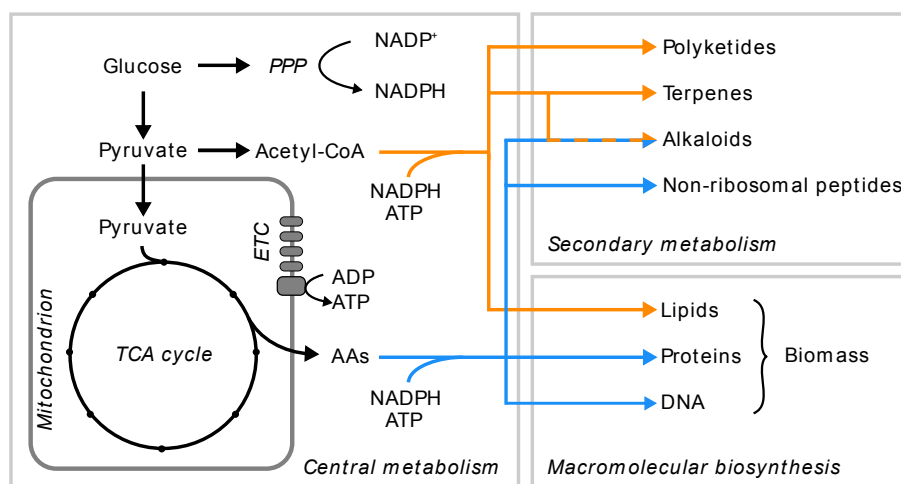 Glucose
PPP
NADP+
NADPH
Pyruvate
Acetyl-CoA
NADPH
ATP
Pyruvate
ETC
ADP
ATP
Mitochondrion
TCA cycle
AAs
NADPH
ATP
Central metabolism
Polyketides
Terpenes
Alkaloids
Non-ribosomal peptides
Secondary metabolism
Lipids
Proteins
Biomass
DNA
Macromolecular biosynthesis